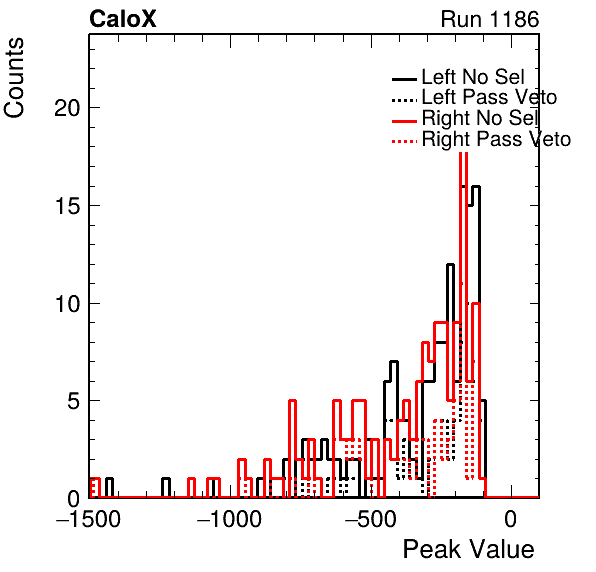 CaloX Run 1186
Counts
Left No Sel
Left Pass Veto
Right No Sel
Right Pass Veto
20
15
10
5
0
−1500 −1000 −500 0
Peak Value